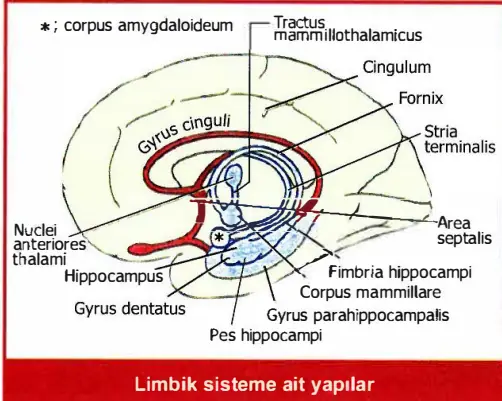 *; corpus amygdaloideum
Tractus
mammillothalamicus
Cingulum
Fornix
Gyrus cinguli
Stria
terminalis
Nuclei
anteriores
thalami
Area
septalis
Hippocampus
Fimbria hippocampi
Corpus mammillare
Gyrus dentatus
Gyrus parahippocampalis
Pes hippocampi
*
Limbik sisteme ait yapılar